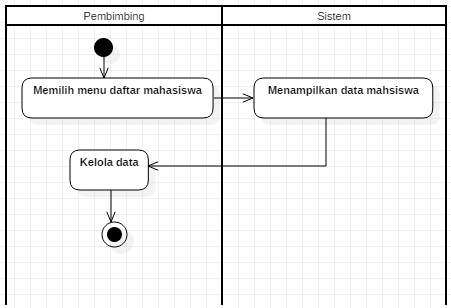 Pembimbing
Sistem
Memilih menu daftar mahasiswa
Menampilkan data mahsiswa
Kelola data